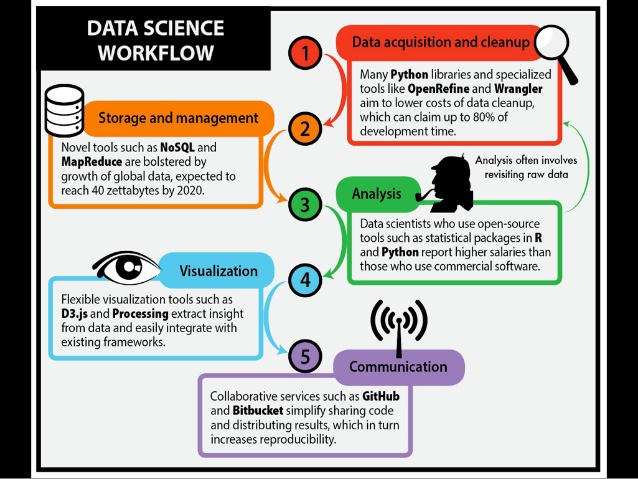 DATA SCIENCE
WORKFLOW
1
Data acquisition and cleanup
Many Python libraries and specialized
tools like OpenRefine and Wrangler
aim to lower costs of data cleanup,
which can claim up to 80% of
development time.
2
Storage and management
Novel tools such as NoSQL and
MapReduce are bolstered by
growth of global data, expected to
reach 40 zettabytes by 2020.
Analysis often involves
revisiting raw data
3
Analysis
Data scientists who use open-source
tools such as statistical packages in R
and Python report higher salaries than
those who use commercial software.
4
Visualization
Flexible visualization tools such as
D3.js and Processing extract insight
from data and easily integrate with
existing frameworks.
5
Communication
Collaborative services such as GitHub
and Bitbucket simplify sharing code
and distributing results, which in turn
increases reproducibility.